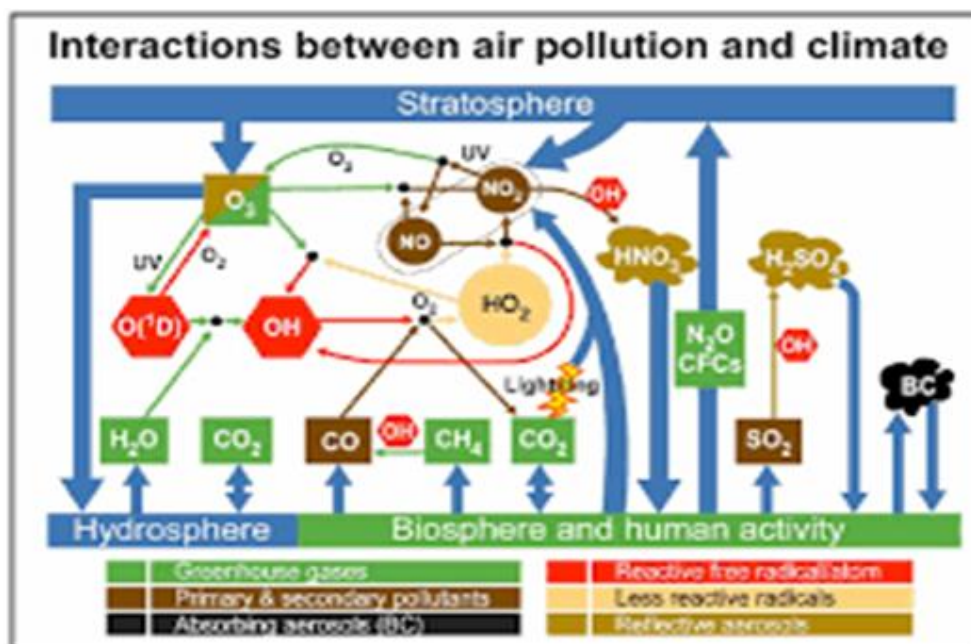 Interactions between air pollution and climate
Stratosphere
O₂
UV
NO₂
OH
O₃
NO
HNO₃
H₂SO₄
UV
O₂
HO₂
O(¹D)
OH
O₂
N₂O
CFCs
OH
BC
Lightning
H₂O
CO₂
CO
OH
CH₄
CO₂
SO₂
Hydrosphere
Biosphere and human activity
Greenhouse gases
Reactive free radical/atom
Primary & secondary pollutants
Less reactive radicals
Absorbing aerosols (BC)
Reflective aerosols